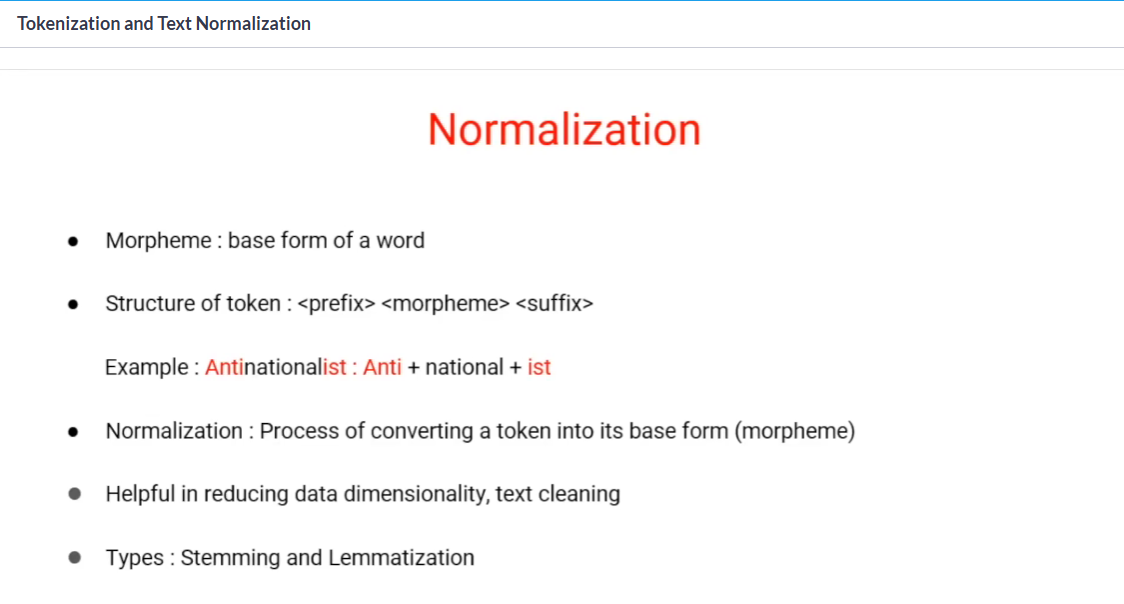 Tokenization and Text Normalization
Normalization
● Morpheme : base form of a word
● Structure of token : <prefix> <morpheme> <suffix>
Example : Antinationalist : Anti + national + ist
● Normalization : Process of converting a token into its base form (morpheme)
● Helpful in reducing data dimensionality, text cleaning
● Types : Stemming and Lemmatization